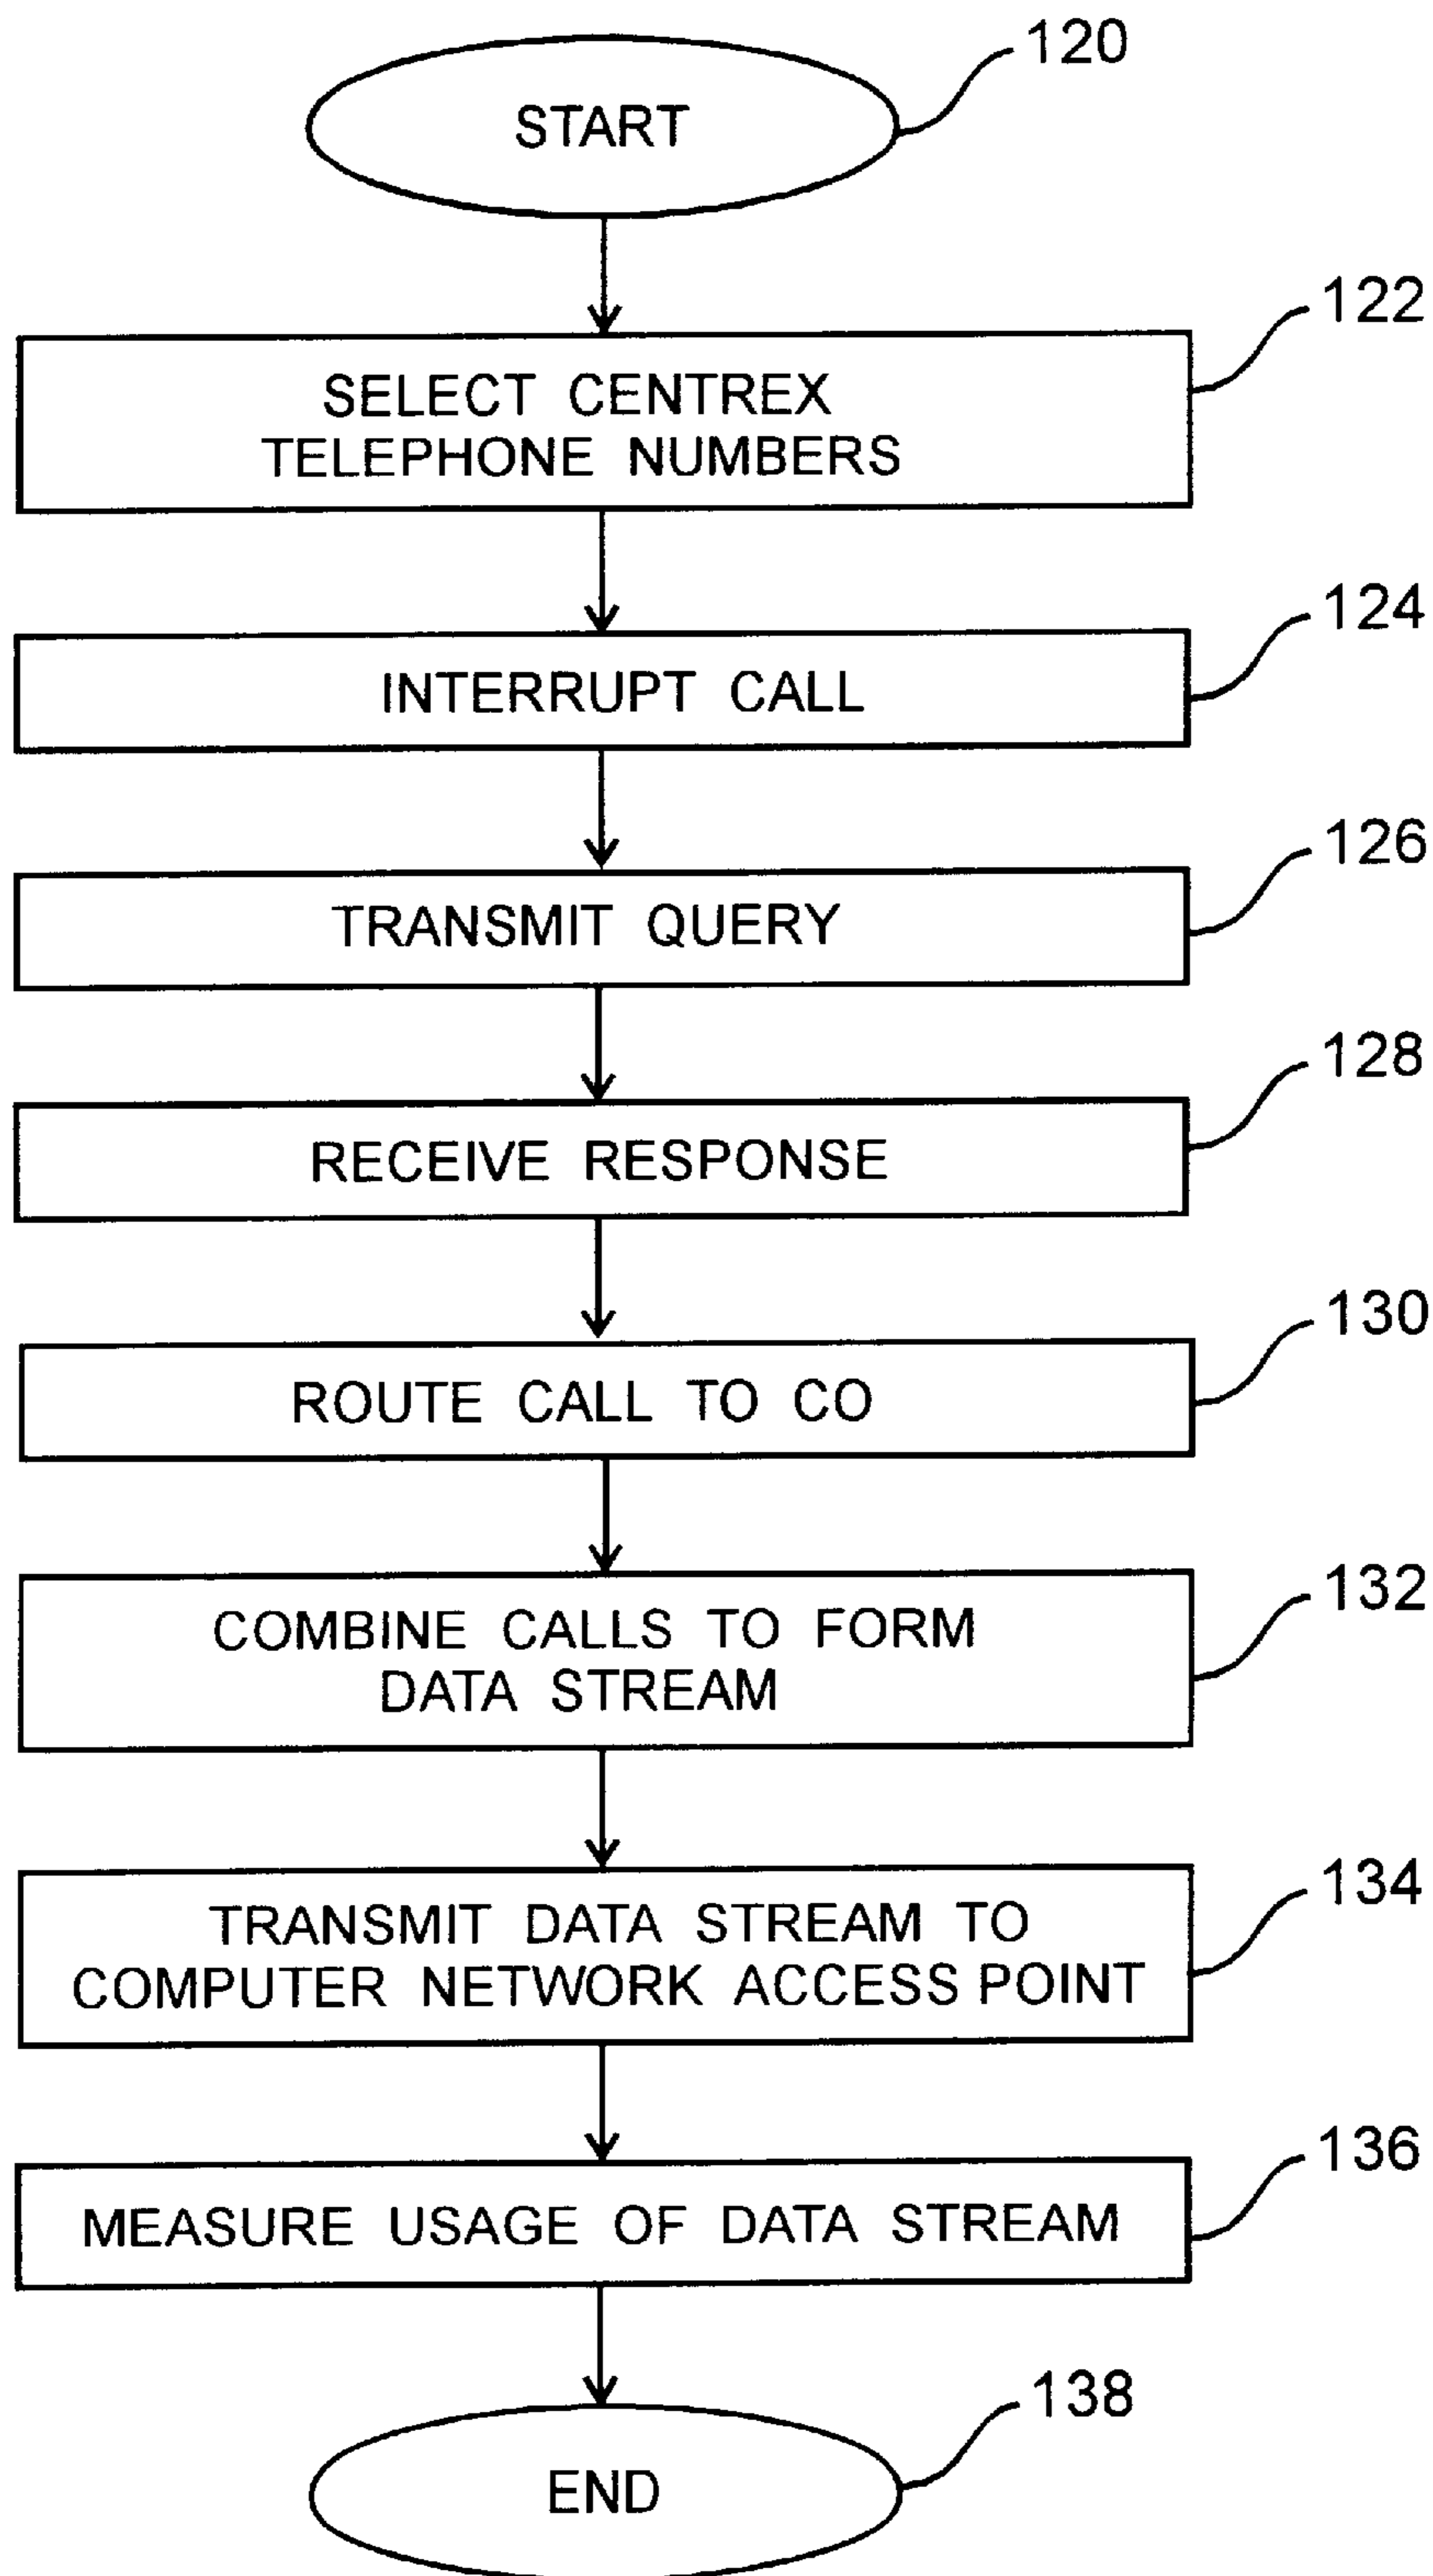 120
START
122
SELECT CENTREX
TELEPHONE NUMBERS
124
INTERRUPT CALL
126
TRANSMIT QUERY
128
RECEIVE RESPONSE
130
ROUTE CALL TO CO
132
COMBINE CALLS TO FORM
DATA STREAM
134
TRANSMIT DATA STREAM TO
COMPUTER NETWORK ACCESS POINT
136
MEASURE USAGE OF DATA STREAM
138
END